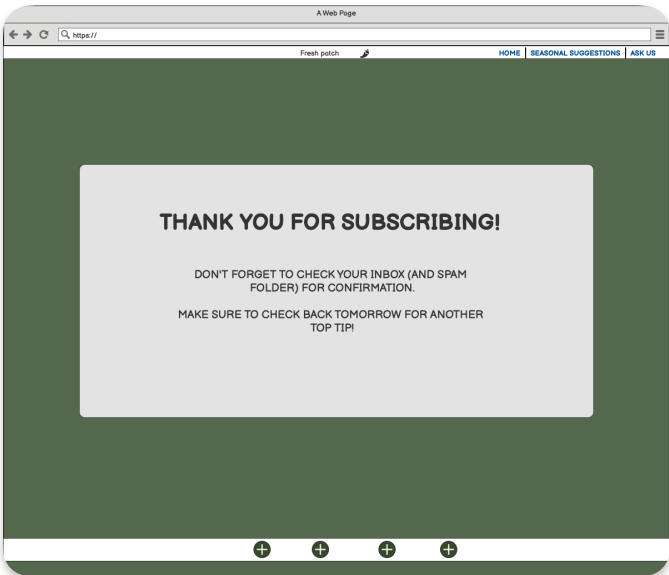 A Web Page
https://
Fresh patch
HOME SEASONAL SUGGESTIONS ASK US
THANK YOU FOR SUBSCRIBING!
DON'T FORGET TO CHECK YOUR INBOX (AND SPAM
FOLDER) FOR CONFIRMATION.
MAKE SURE TO CHECK BACK TOMORROW FOR ANOTHER
TOP TIP!